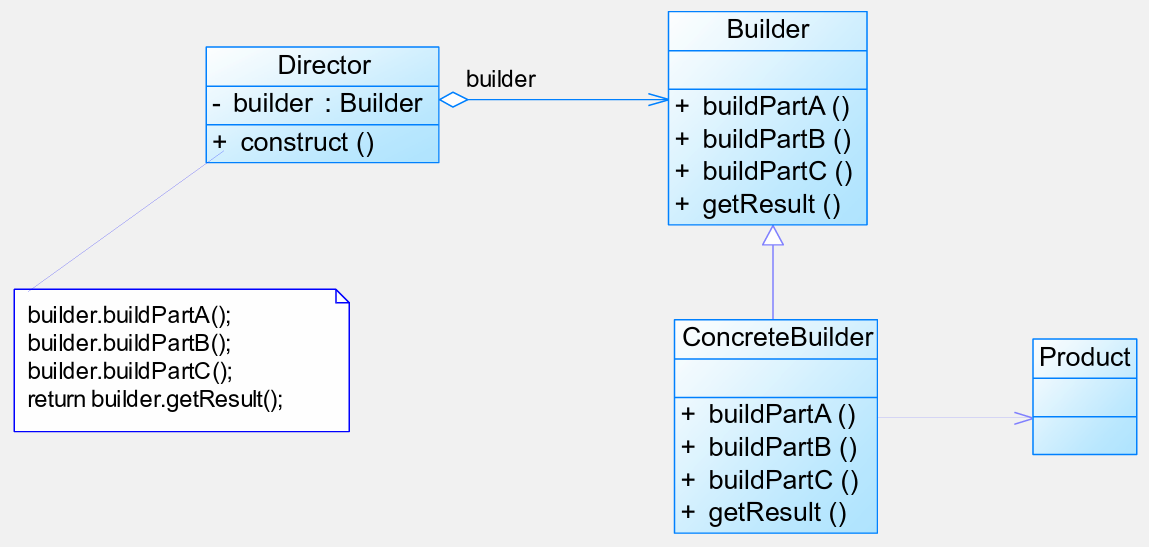 Director
- builder : Builder
+ construct ()
builder
Builder
+ buildPartA ()
+ buildPartB ()
+ buildPartC ()
+ getResult ()
builder.buildPartA();
builder.buildPartB();
builder.buildPartC();
return builder.getResult();
ConcreteBuilder
+ buildPartA ()
+ buildPartB ()
+ buildPartC ()
+ getResult ()
Product